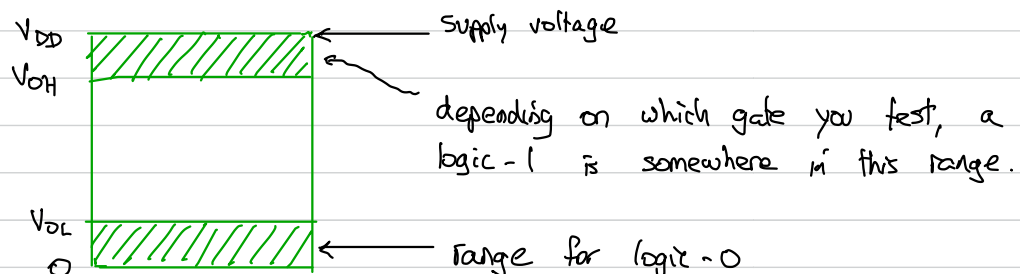 VDD
Supply voltage
VOH
depending on which gate you test, a
logic-1 is somewhere in this range.
VOL
range for logic-0
0